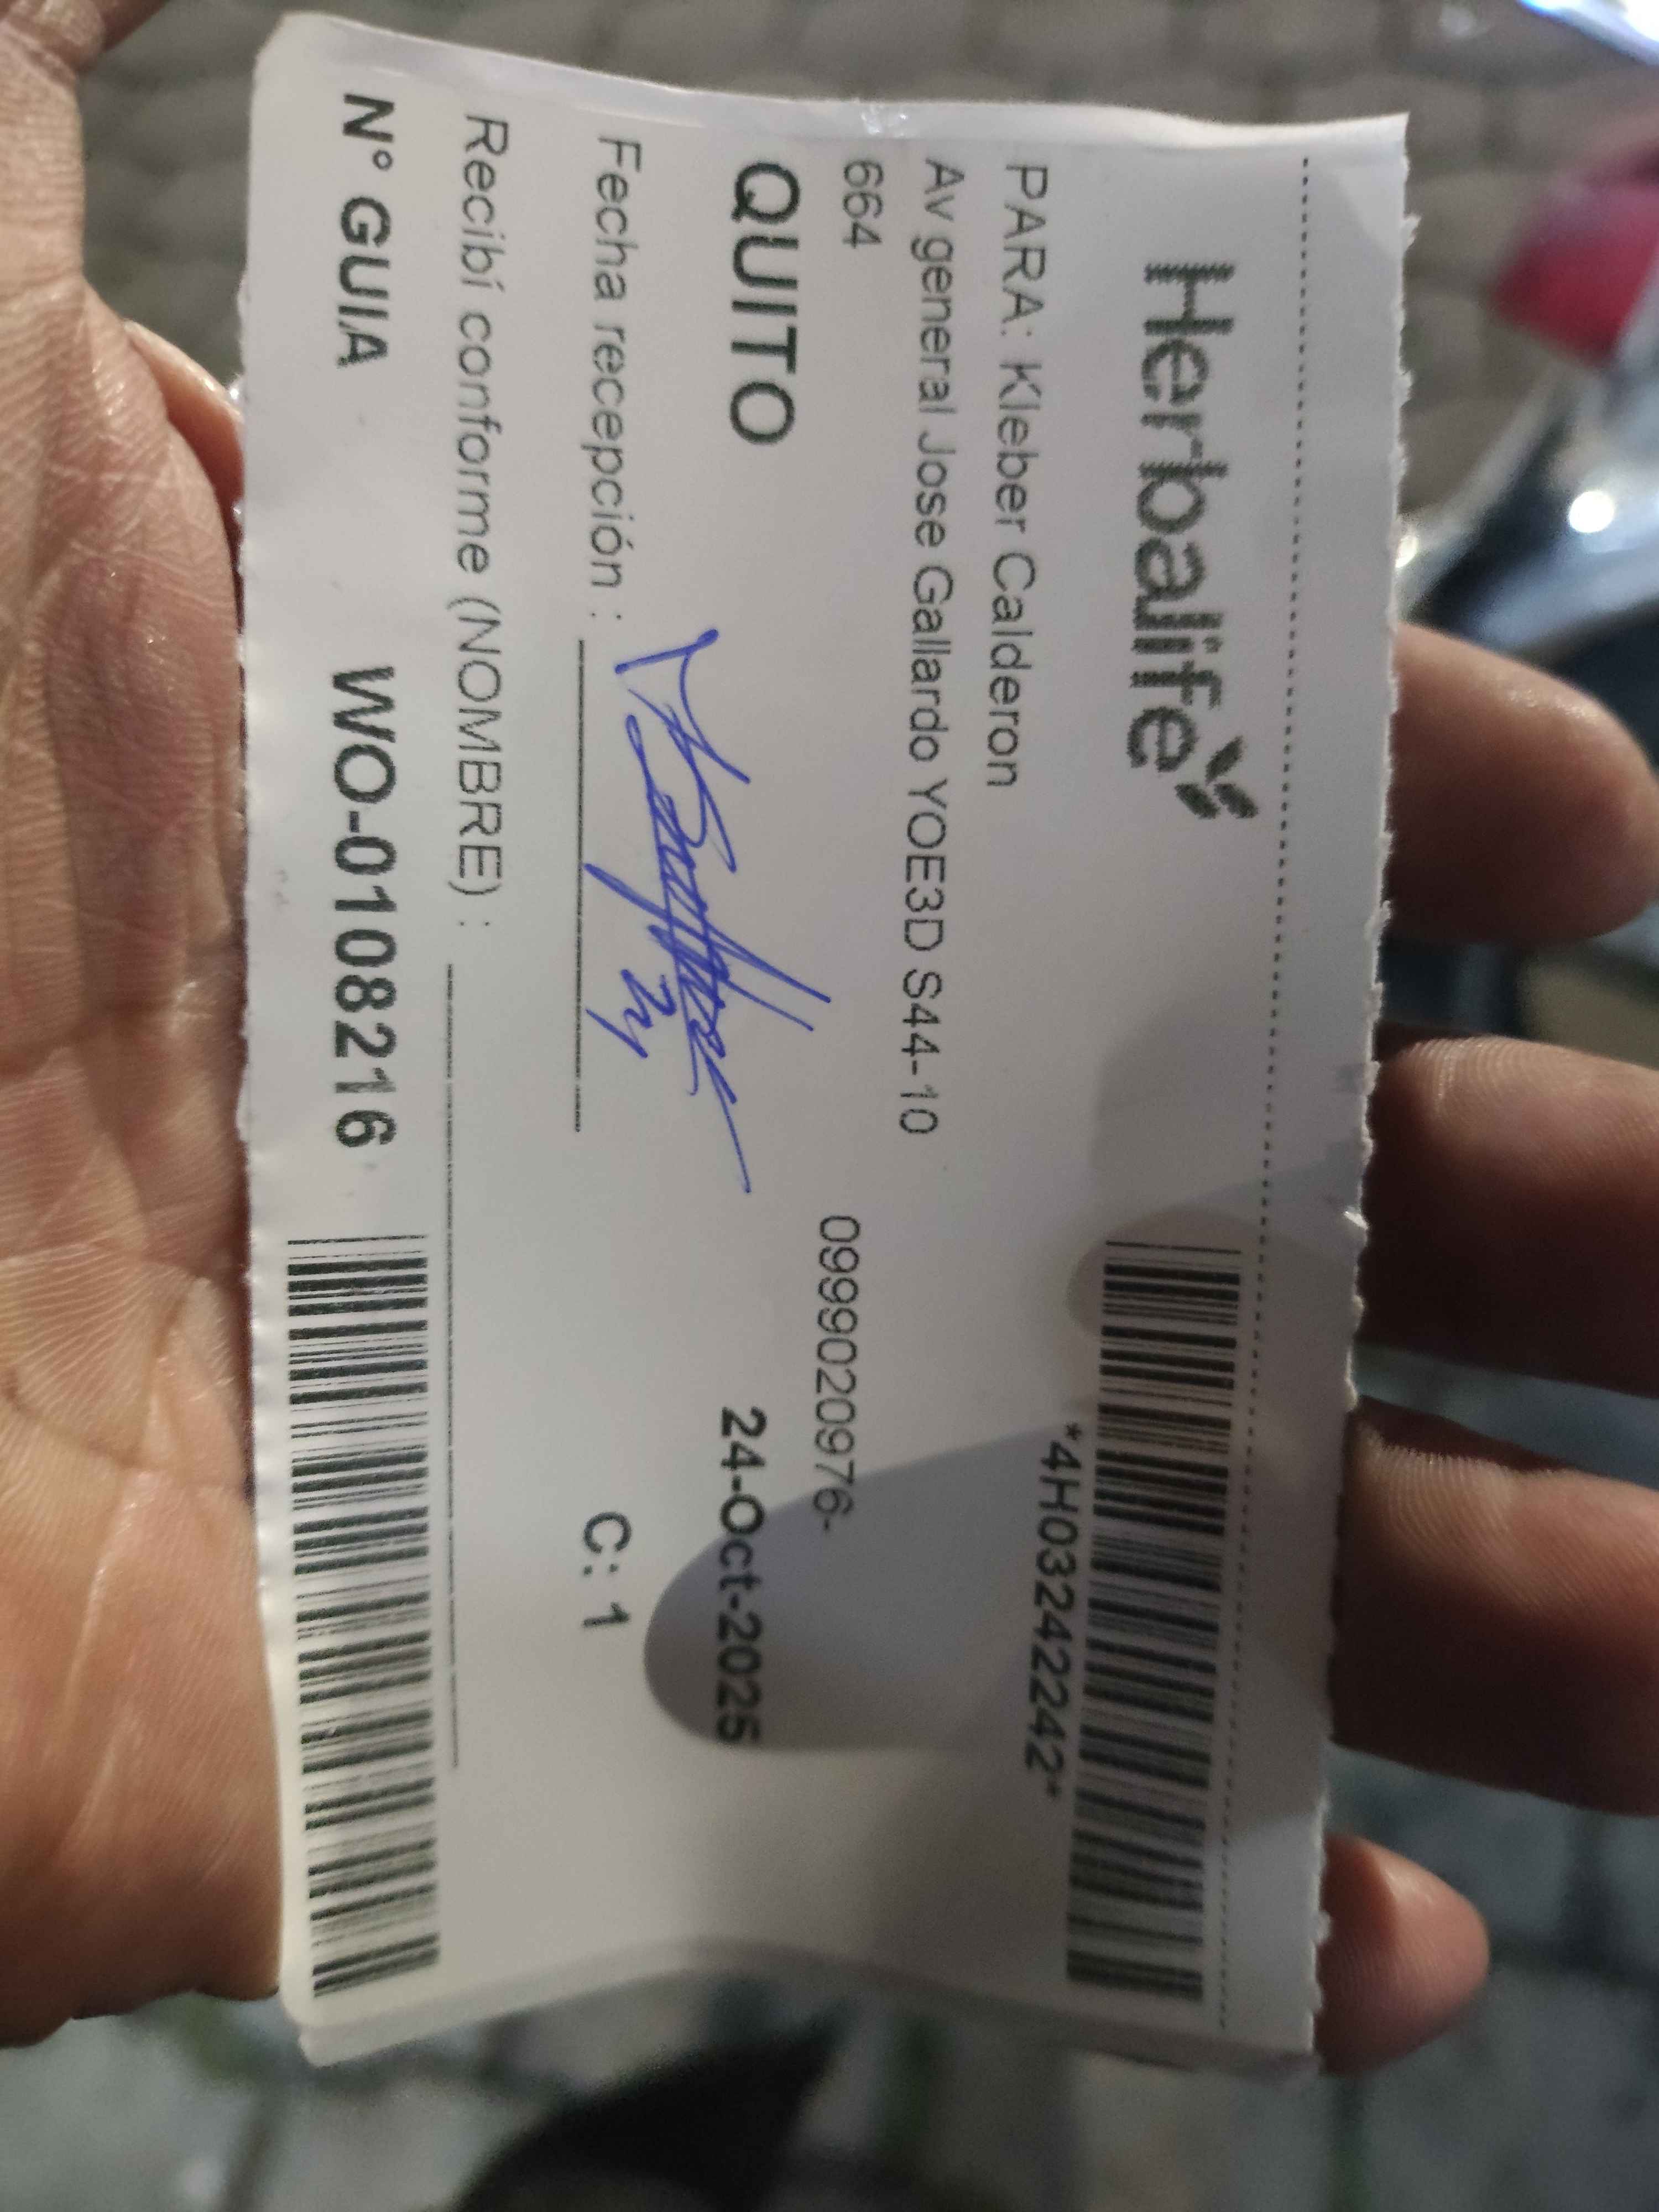 Herbalife
*4H03242242*
PARA: Kleber Calderon
Av general Jose Gallardo YOE3D S44-10
664
0999020976-
QUITO
24-Oct-2025
Fecha recepción :
C: 1
Recibí conforme (NOMBRE) :
N° GUIA WO-0108216